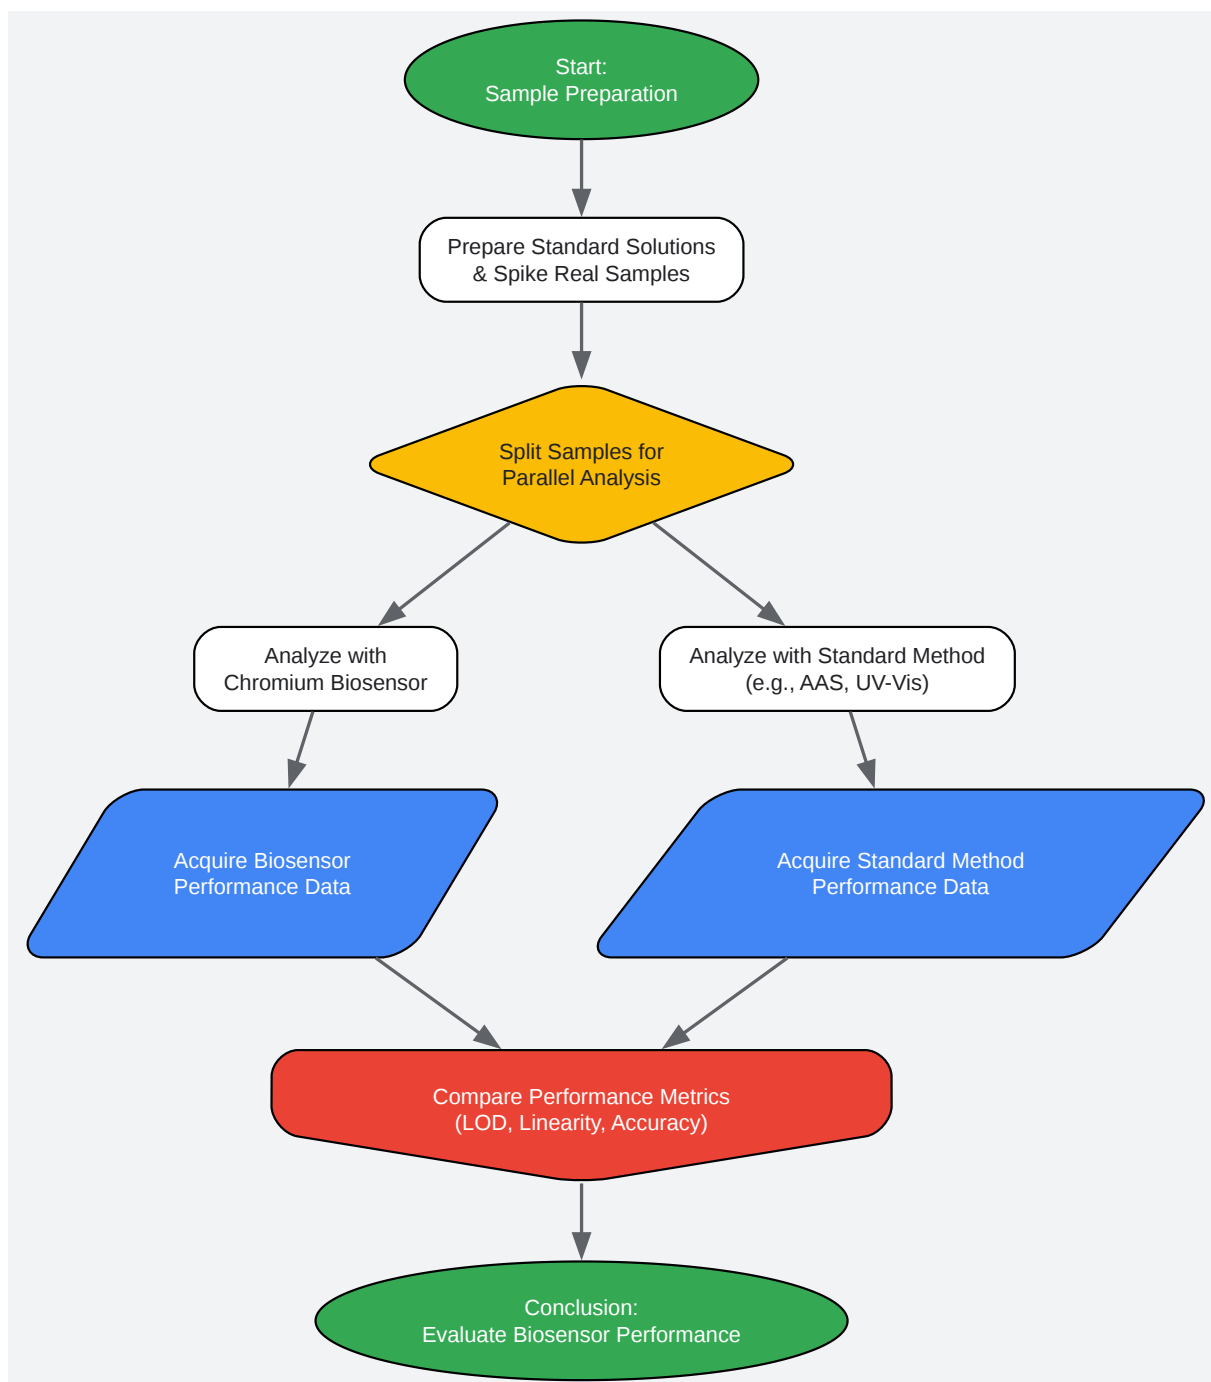 Start:
Sample Preparation
Prepare Standard Solutions
& Spike Real Samples
Split Samples for
Parallel Analysis
Analyze with
Chromium Biosensor
Analyze with Standard Method
(e.g., AAS, UV-Vis)
Acquire Biosensor
Performance Data
Acquire Standard Method
Performance Data
Compare Performance Metrics
(LOD, Linearity, Accuracy)
Conclusion:
Evaluate Biosensor Performance